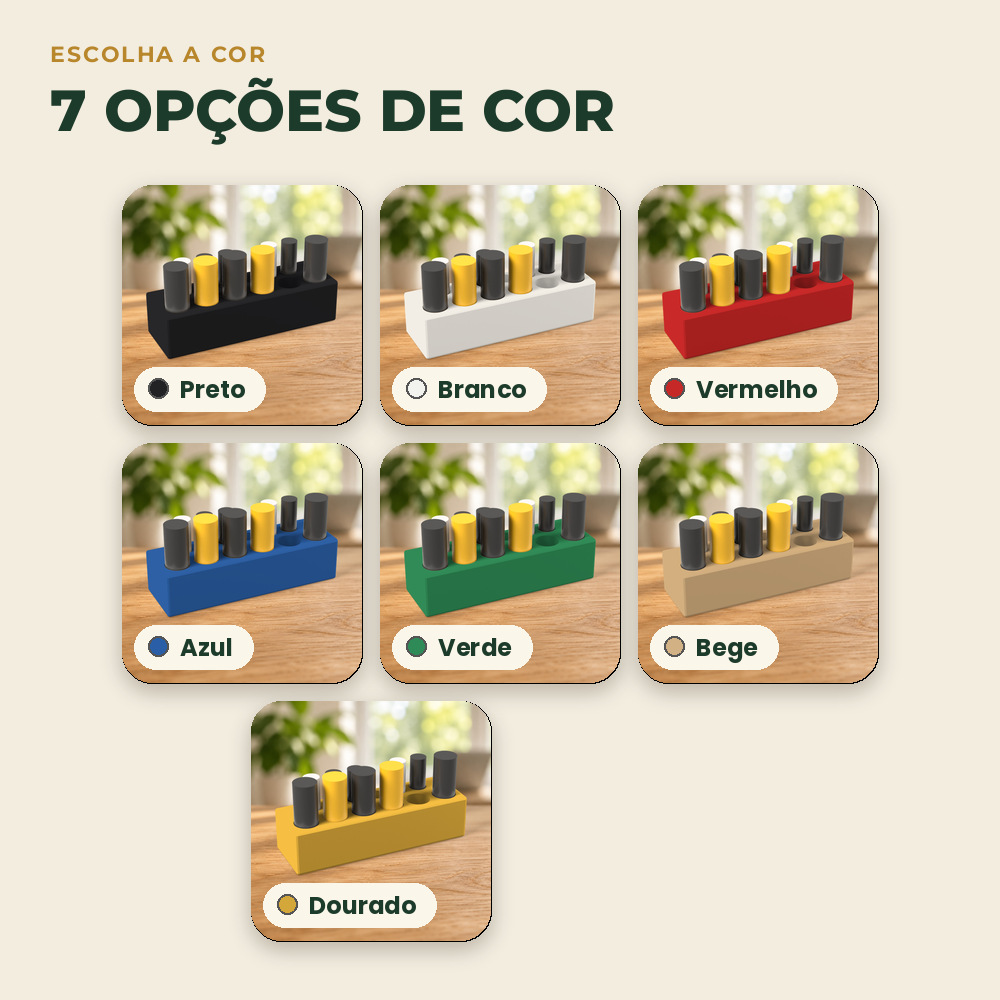 ESCOLHA A COR
7 OPÇÕES DE COR
Preto
Branco
Vermelho
Azul
Verde
Bege
Dourado